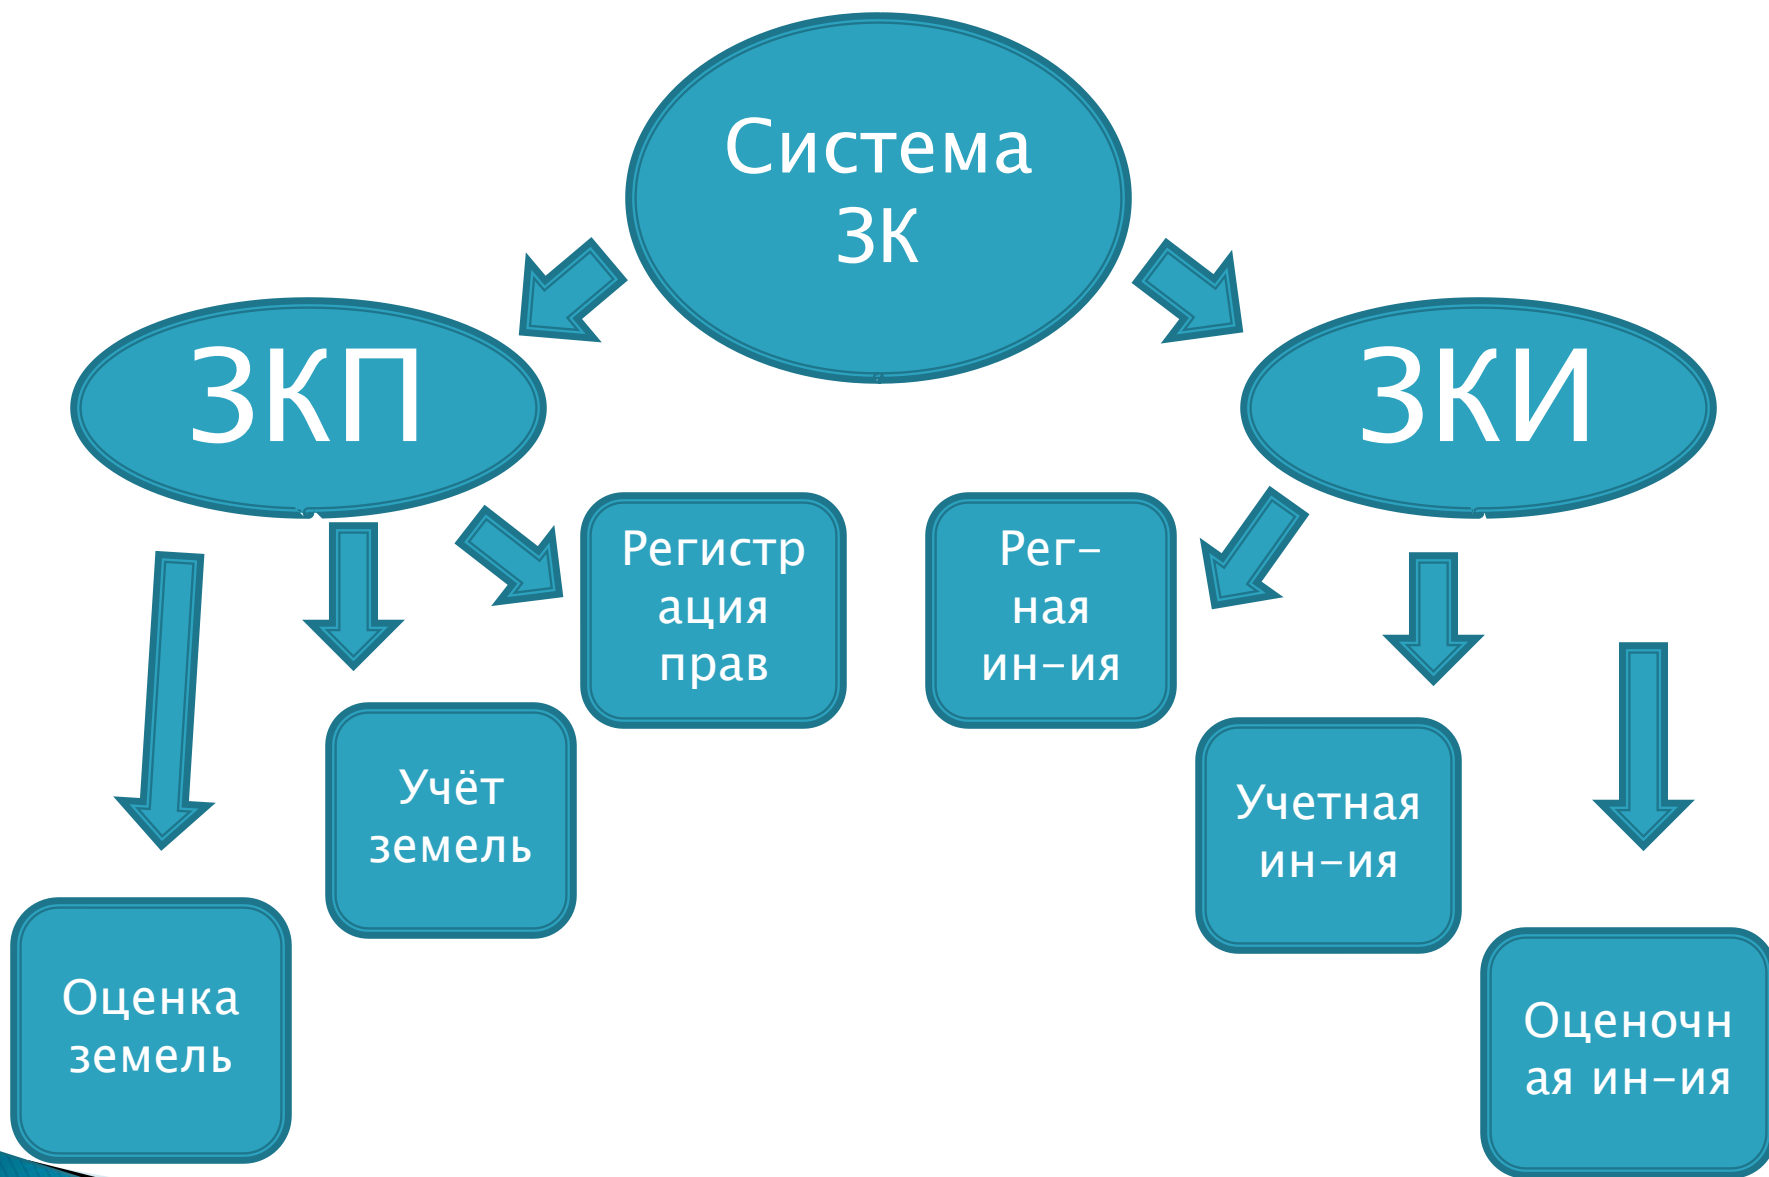 Система
ЗК
ЗКП
ЗКИ
Регистр
ация
прав
Рег–
ная
ин–ия
Учёт
земель
Учетная
ин–ия
Оценка
земель
Оценочн
ая ин–ия